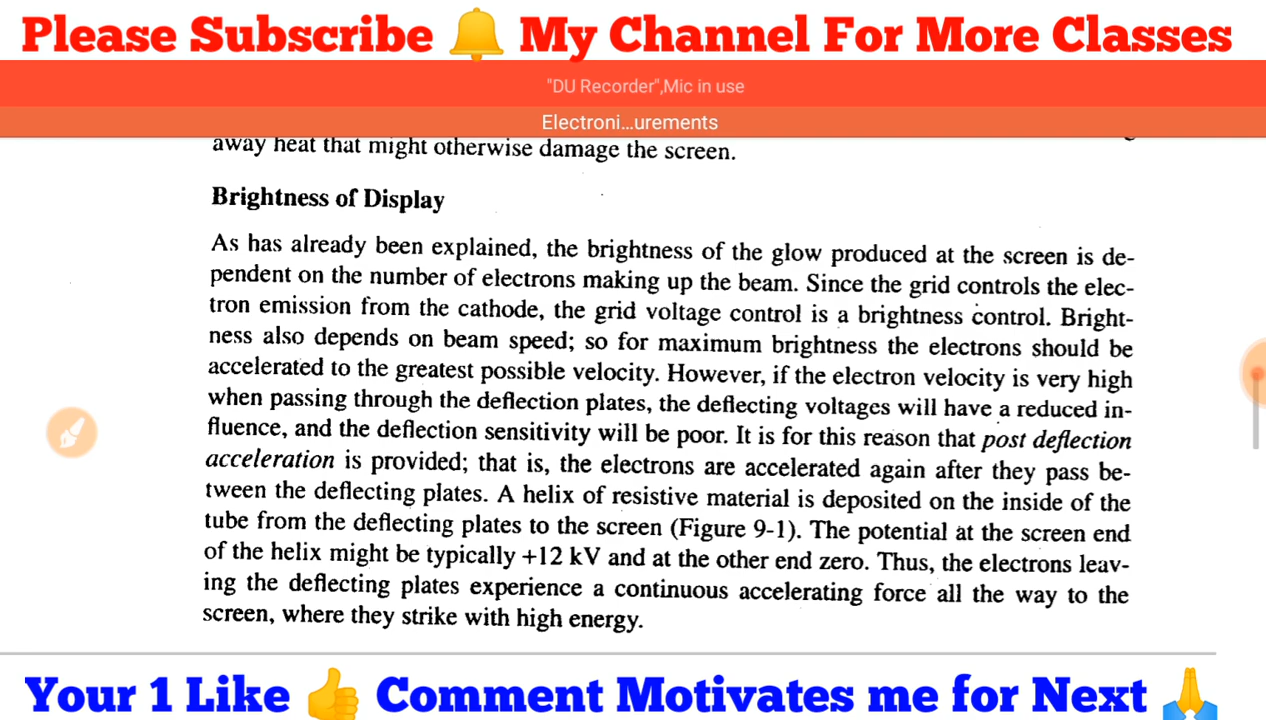 Please Subscribe 🔔 My Channel For More Classes
"DU Recorder",Mic in use
Electroni...urements
away heat that might otherwise damage the screen.
Brightness of Display
As has already been explained, the brightness of the glow produced at the screen is de-
pendent on the number of electrons making up the beam. Since the grid controls the elec-
tron emission from the cathode, the grid voltage control is a brightness control. Bright-
ness also depends on beam speed; so for maximum brightness the electrons should be
accelerated to the greatest possible velocity. However, if the electron velocity is very high
when passing through the deflection plates, the deflecting voltages will have a reduced in-
fluence, and the deflection sensitivity will be poor. It is for this reason that post deflection
acceleration is provided; that is, the electrons are accelerated again after they pass be-
tween the deflecting plates. A helix of resistive material is deposited on the inside of the
tube from the deflecting plates to the screen (Figure 9-1). The potential at the screen end
of the helix might be typically +12 kV and at the other end zero. Thus, the electrons leav-
ing the deflecting plates experience a continuous accelerating force all the way to the
screen, where they strike with high energy.
Your 1 Like 👍 Comment Motivates me for Next 🙏